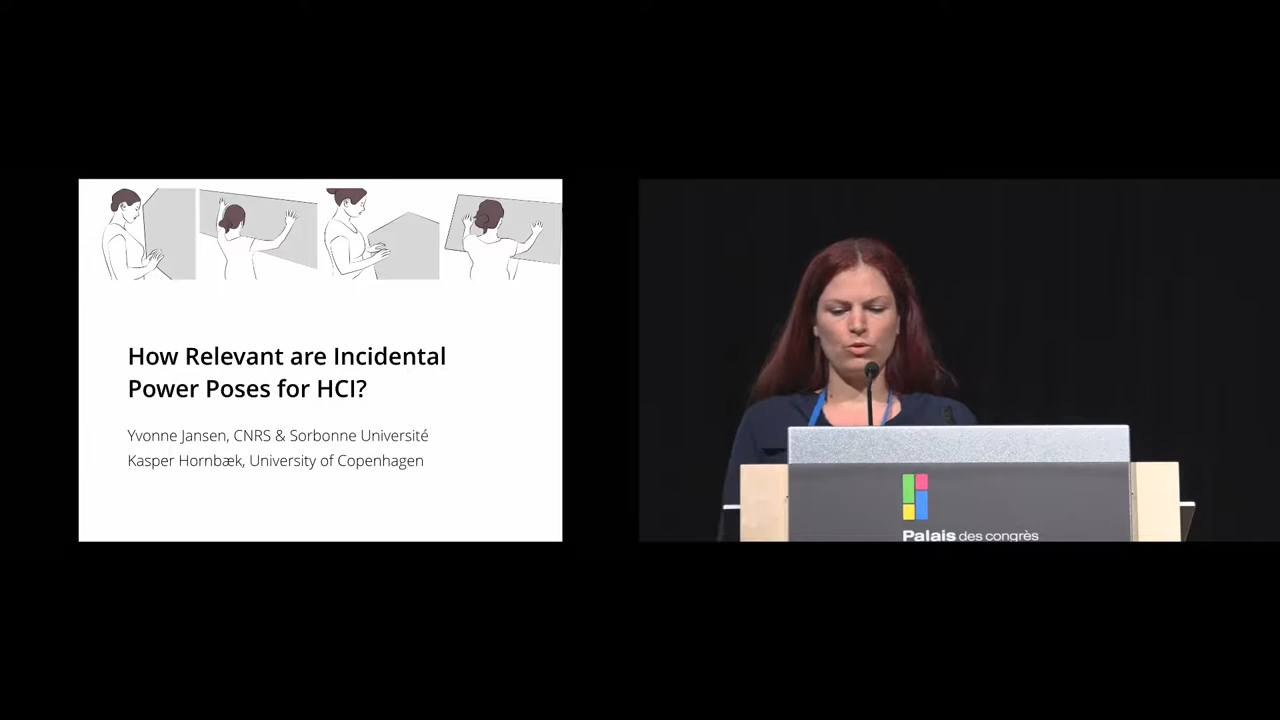 How Relevant are Incidental
Power Poses for HCI?
Yvonne Jansen, CNRS & Sorbonne Université
Kasper Hornbæk, University of Copenhagen
Palais des congrès